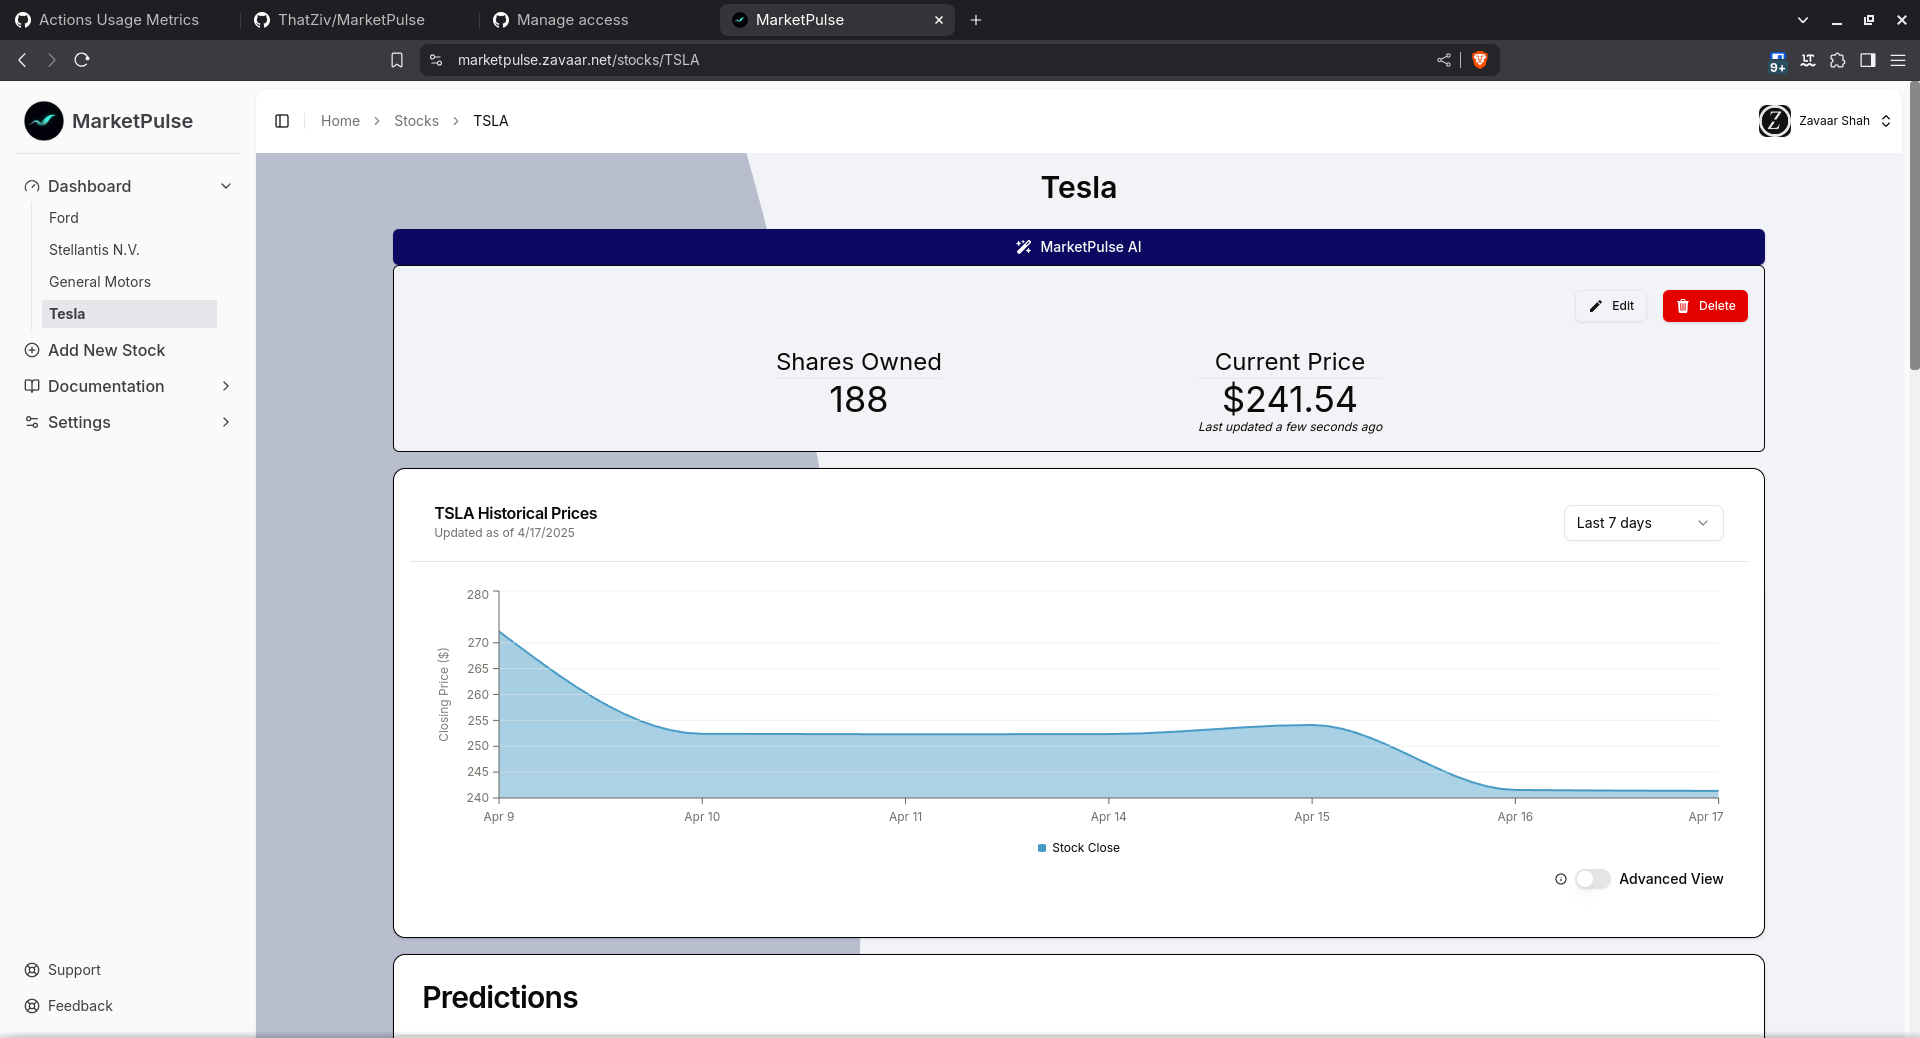 Actions Usage Metrics
ThatZiv/MarketPulse
Manage access
MarketPulse
marketpulse.zavaar.net/stocks/TSLA
9+
MarketPulse
Home
Stocks
TSLA
Zavaar Shah
Dashboard
Ford
Stellantis N.V.
General Motors
Tesla
Add New Stock
Documentation
Settings
Support
Feedback
Tesla
MarketPulse AI
Edit
Delete
Shares Owned
188
Current Price
$241.54
Last updated a few seconds ago
TSLA Historical Prices
Updated as of 4/17/2025
Last 7 days
Closing Price ($)
280
270
265
260
255
250
245
240
Apr 9
Apr 10
Apr 11
Apr 14
Apr 15
Apr 16
Apr 17
Stock Close
Advanced View
Predictions